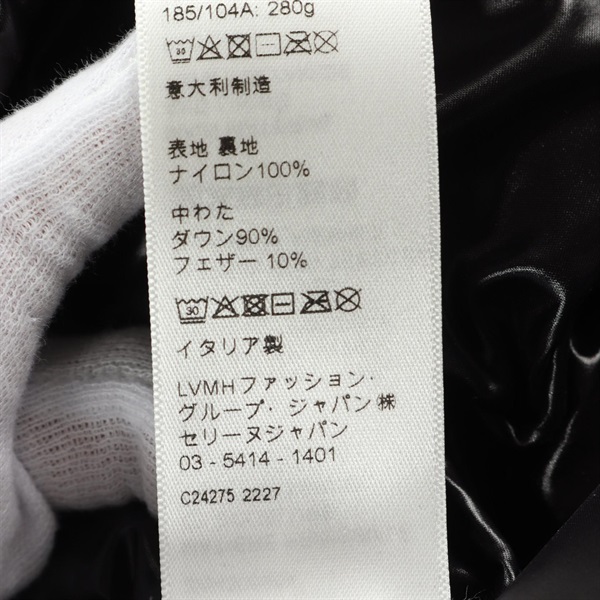 185/104A: 280g
30
意大利制造
表地 裏地
ナイロン100%
中わた
ダウン90%
フェザー 10%
30
イタリア製
LVMHファッション・
グループ・ジャパン㈱
セリーヌジャパン
03 - 5414 - 1401
C24275 2227